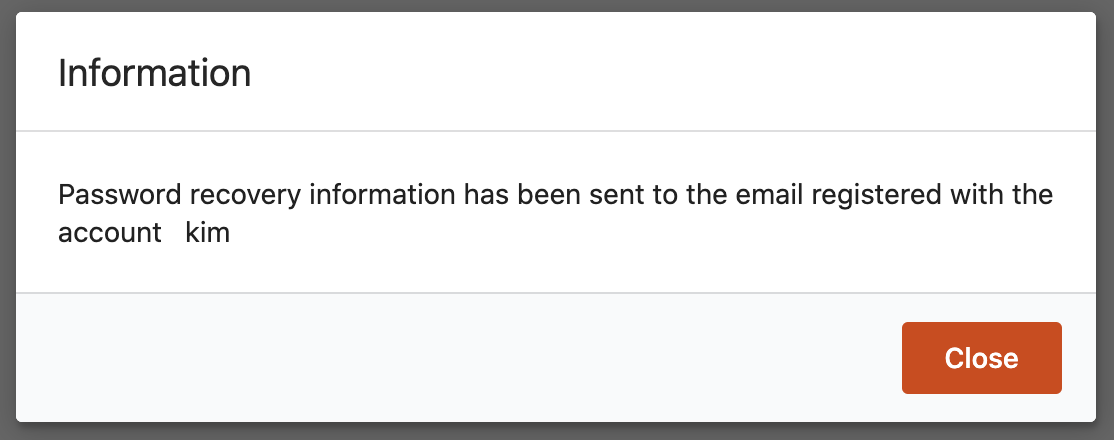 Information
Password recovery information has been sent to the email registered with the
account   kim
Close